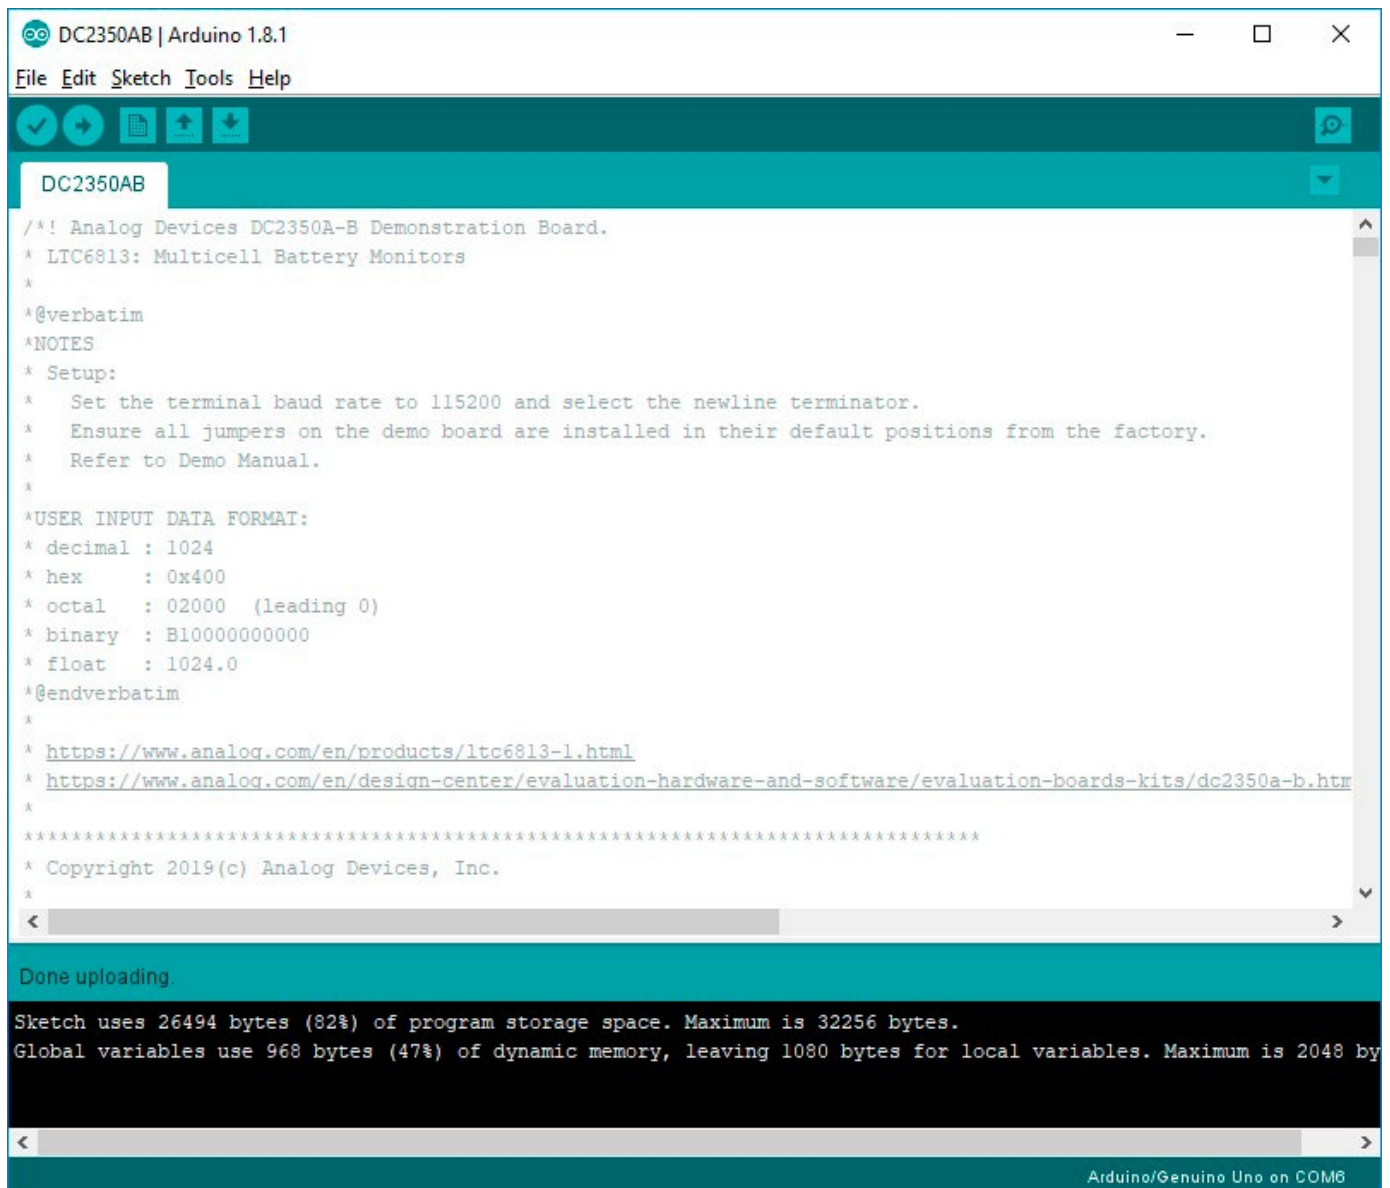 DC2350AB | Arduino 1.8.1
File Edit Sketch Tools Help
DC2350AB
/*! Analog Devices DC2350A-B Demonstration Board.
* LTC6813: Multicell Battery Monitors
*
*@verbatim
*NOTES
* Setup:
*   Set the terminal baud rate to 115200 and select the newline terminator.
*   Ensure all jumpers on the demo board are installed in their default positions from the factory.
*   Refer to Demo Manual.
*
*USER INPUT DATA FORMAT:
* decimal : 1024
* hex     : 0x400
* octal   : 02000  (leading 0)
* binary  : B10000000000
* float   : 1024.0
*@endverbatim
*
* https://www.analog.com/en/products/ltc6813-1.html
* https://www.analog.com/en/design-center/evaluation-hardware-and-software/evaluation-boards-kits/dc2350a-b.htm
*
********************************************************************************
* Copyright 2019(c) Analog Devices, Inc.
*
Done uploading.
Sketch uses 26494 bytes (82%) of program storage space. Maximum is 32256 bytes.
Global variables use 968 bytes (47%) of dynamic memory, leaving 1080 bytes for local variables. Maximum is 2048 by
Arduino/Genuino Uno on COM6